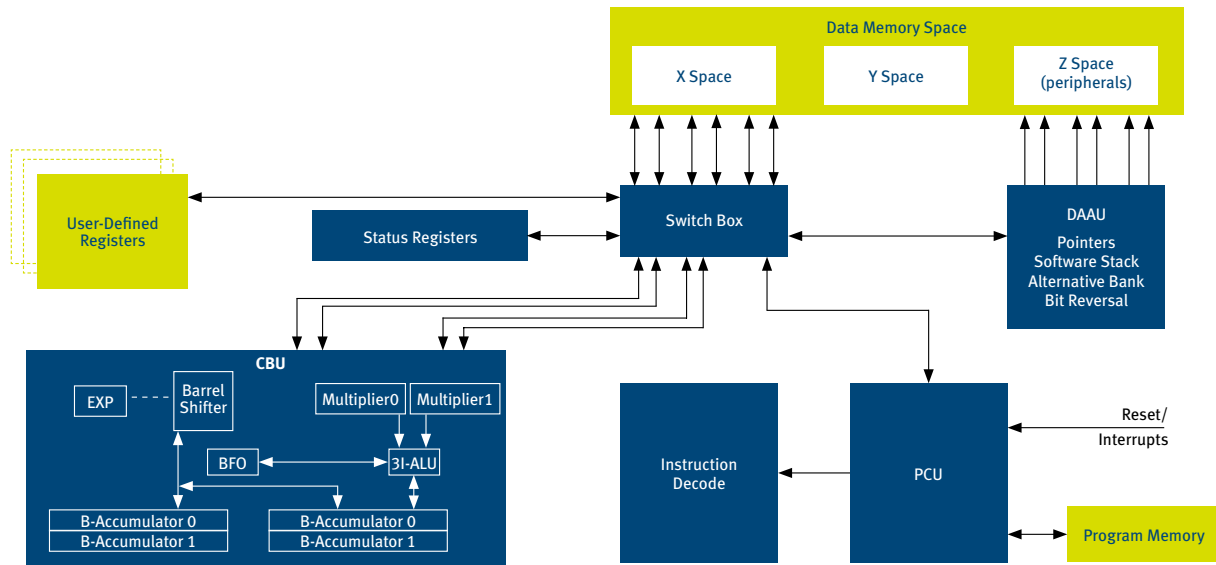 Data Memory Space
X Space
Y Space
Z Space
(peripherals)
User-Defined
Registers
Status Registers
Switch Box
DAAU
Pointers
Software Stack
Alternative Bank
Bit Reversal
CBU
EXP
Barrel
Shifter
Multiplier0
Multiplier1
BFO
3I-ALU
B-Accumulator 0
B-Accumulator 1
B-Accumulator 0
B-Accumulator 1
Instruction
Decode
PCU
Reset/
Interrupts
Program Memory